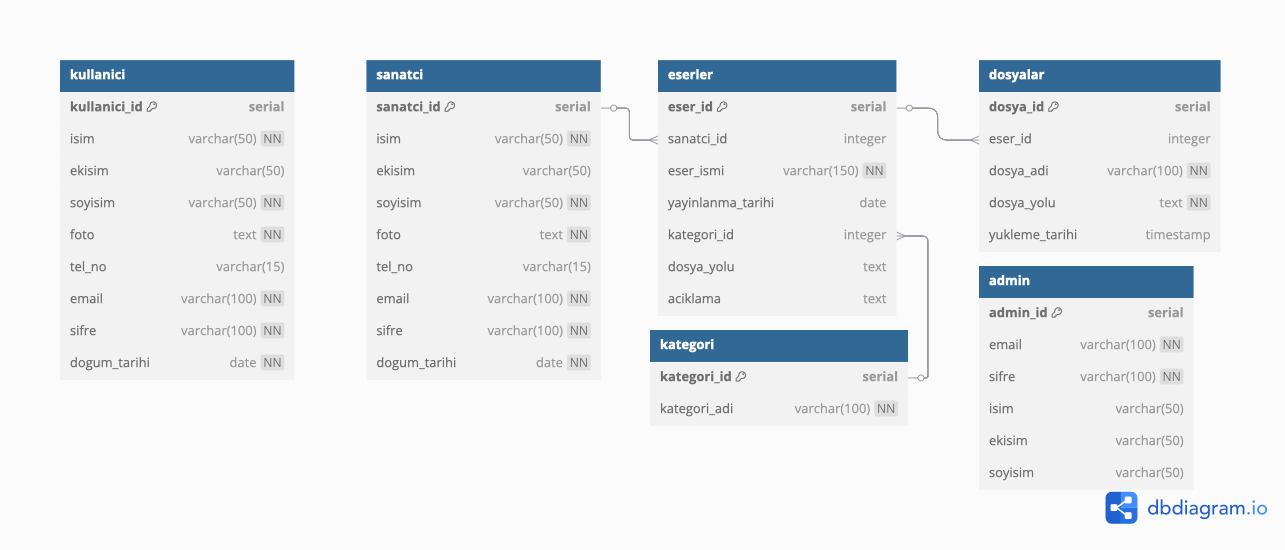 kullanici
kullanici_id serial
isim varchar(50) NN
ekisim varchar(50)
soyisim varchar(50) NN
foto text NN
tel_no varchar(15)
email varchar(100) NN
sifre varchar(100) NN
dogum_tarihi date NN
sanatci
sanatci_id serial
isim varchar(50) NN
ekisim varchar(50)
soyisim varchar(50) NN
foto text NN
tel_no varchar(15)
email varchar(100) NN
sifre varchar(100) NN
dogum_tarihi date NN
eserler
eser_id serial
sanatci_id integer
eser_ismi varchar(150) NN
yayinlanma_tarihi date
kategori_id integer
dosya_yolu text
aciklama text
kategori
kategori_id serial
kategori_adi varchar(100) NN
dosyalar
dosya_id serial
eser_id integer
dosya_adi varchar(100) NN
dosya_yolu text NN
yukleme_tarihi timestamp
admin
admin_id serial
email varchar(100) NN
sifre varchar(100) NN
isim varchar(50)
ekisim varchar(50)
soyisim varchar(50)
dbdiagram.io